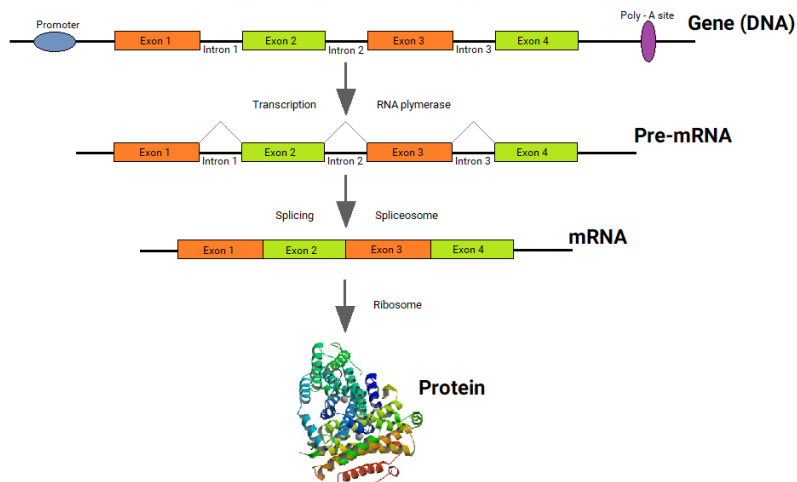 Promoter
Poly - A site
Gene (DNA)
Exon 1
Intron 1
Exon 2
Intron 2
Exon 3
Intron 3
Exon 4
Transcription
RNA plymerase
Pre-mRNA
Exon 1
Intron 1
Exon 2
Intron 2
Exon 3
Intron 3
Exon 4
Splicing
Spliceosome
mRNA
Exon 1
Exon 2
Exon 3
Exon 4
Ribosome
Protein